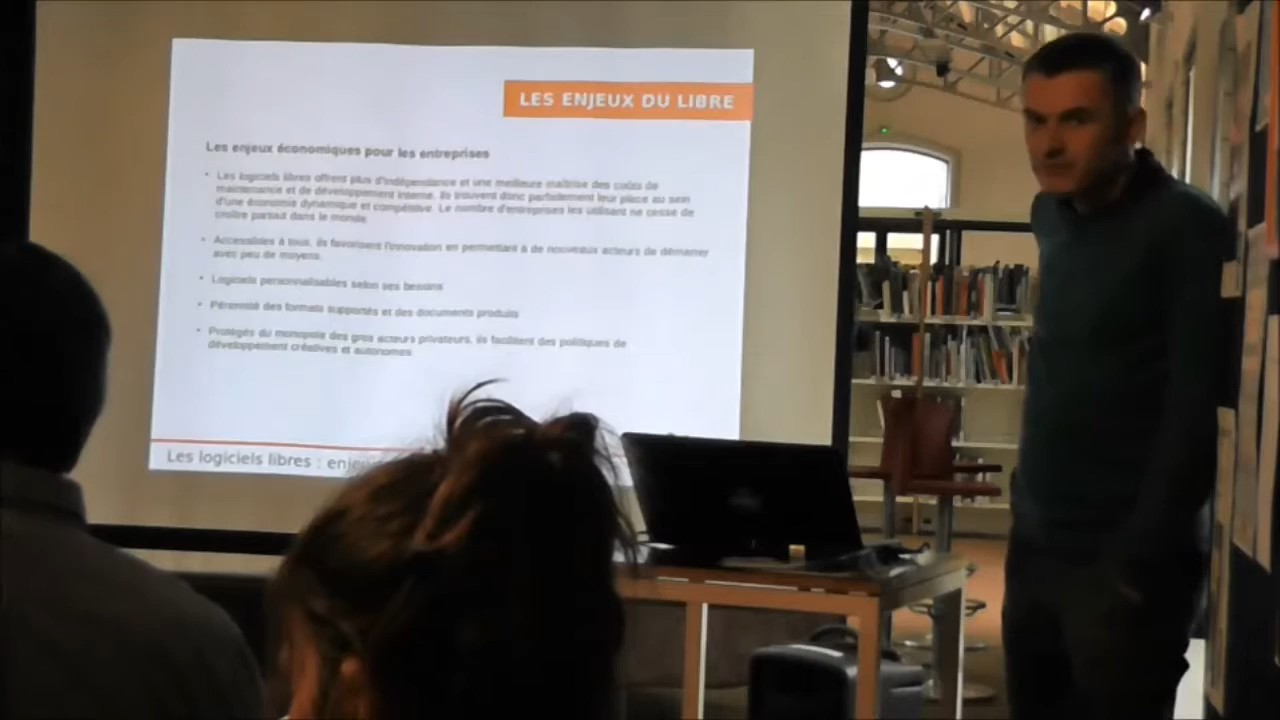 LES ENJEUX DU LIBRE
Les enjeux économiques pour les entreprises
Les logiciels libres offrent plus d'indépendance et une meilleure maîtrise des coûts de
maintenance et de développement interne. Ils trouvent donc parfaitement leur place au sein
d'une économie dynamique et compétitive. Le nombre d'entreprises les utilisant ne cesse de
croître partout dans le monde.
Accessibles à tous, ils favorisent l'innovation en permettant à de nouveaux acteurs de démarrer
avec peu de moyens.
Logiciels personnalisables selon ses besoins
Pérennité des formats supportés et des documents produits
Protégés du monopole des gros acteurs privateurs, ils facilitent des politiques de
développement créatives et autonomes
Les logiciels libres :